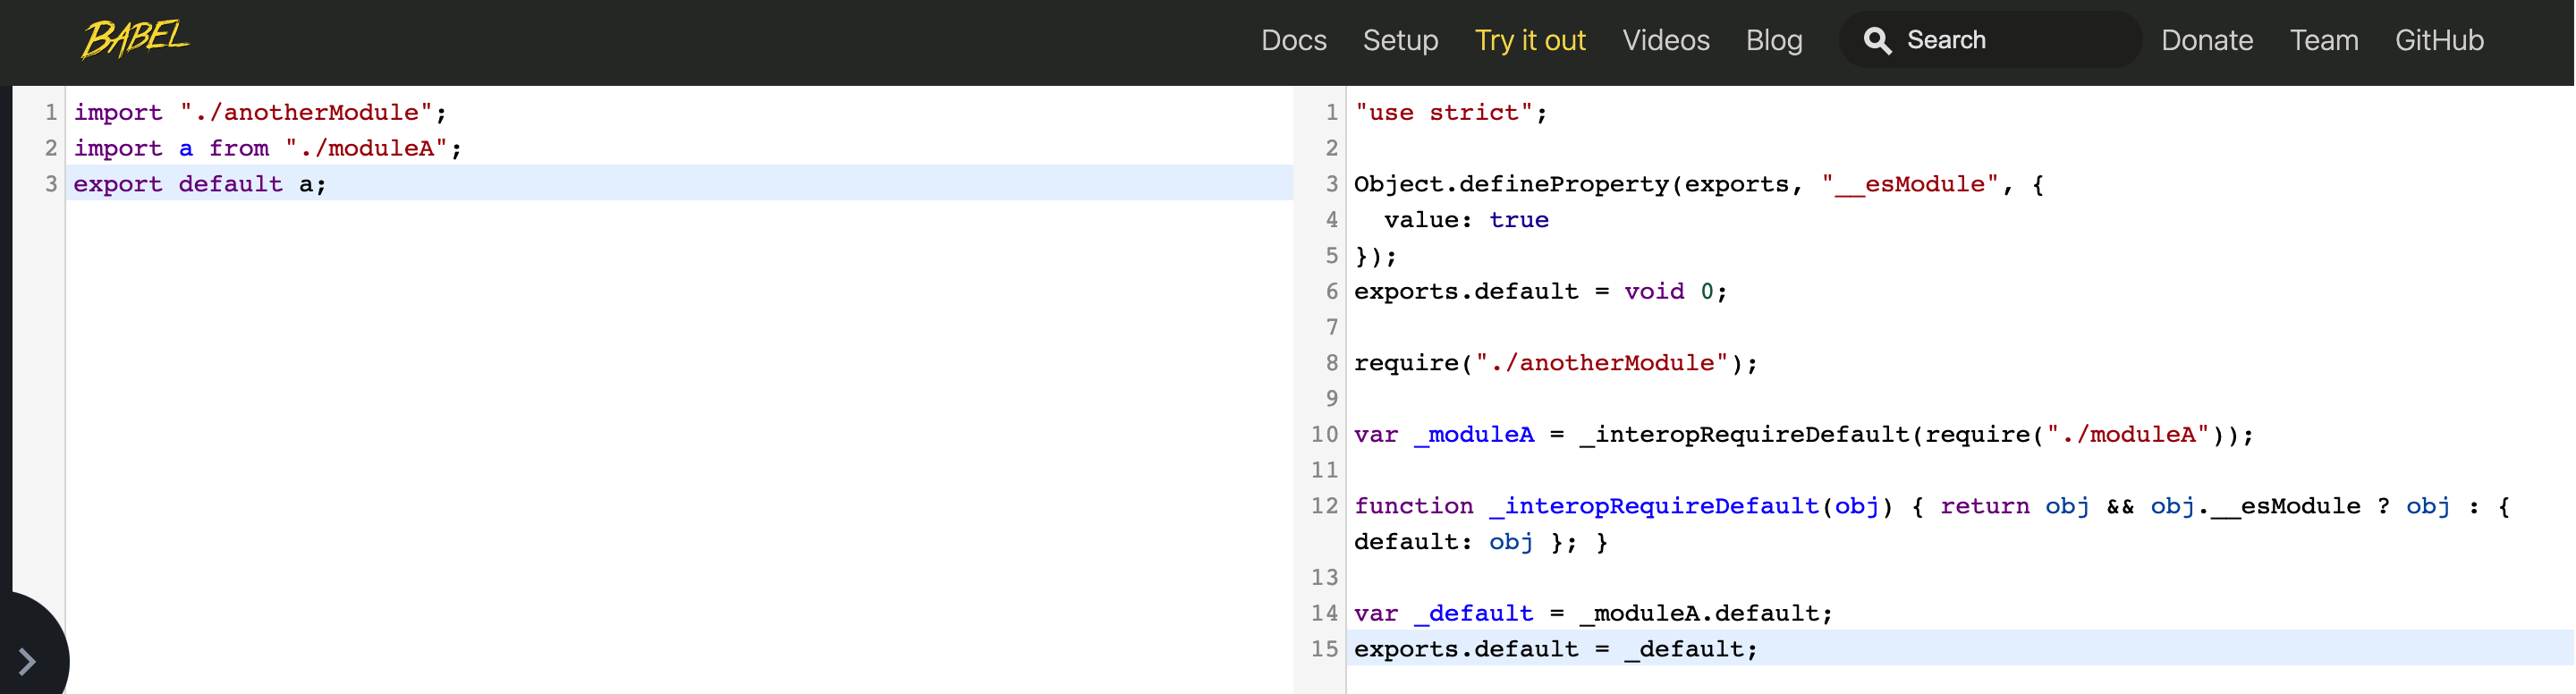 BABEL
Docs Setup Try it out Videos Blog Search Donate Team GitHub
1 import "./anotherModule";
2 import a from "./moduleA";
3 export default a;
1 "use strict";
2
3 Object.defineProperty(exports, "__esModule", {
4   value: true
5 });
6 exports.default = void 0;
7
8 require("./anotherModule");
9
10 var _moduleA = _interopRequireDefault(require("./moduleA"));
11
12 function _interopRequireDefault(obj) { return obj && obj.__esModule ? obj : {
default: obj }; }
13
14 var _default = _moduleA.default;
15 exports.default = _default;